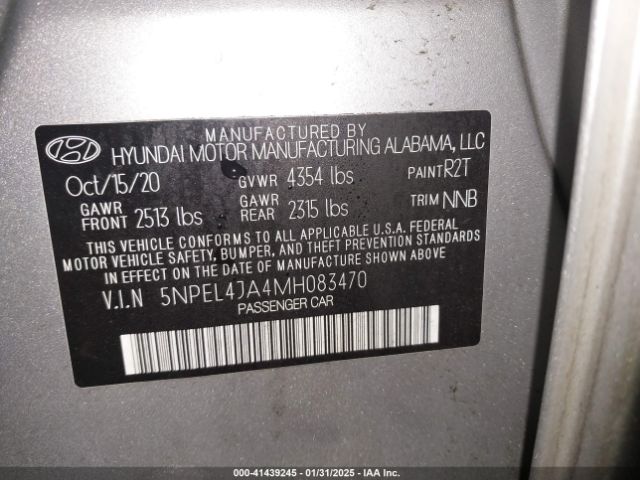 MANUFACTURED BY
HYUNDAI MOTOR MANUFACTURING ALABAMA, LLC
Oct/15/20 GVWR 4354 lbs PAINT R2T
GAWR FRONT 2513 lbs GAWR REAR 2315 lbs TRIM NNB
THIS VEHICLE CONFORMS TO ALL APPLICABLE U.S.A. FEDERAL
MOTOR VEHICLE SAFETY, BUMPER, AND THEFT PREVENTION STANDARDS
IN EFFECT ON THE DATE OF MANUFACTURE SHOWN ABOVE.
V.I.N 5NPEL4JA4MH083470
PASSENGER CAR
000-41439245 - 01/31/2025 - IAA Inc.